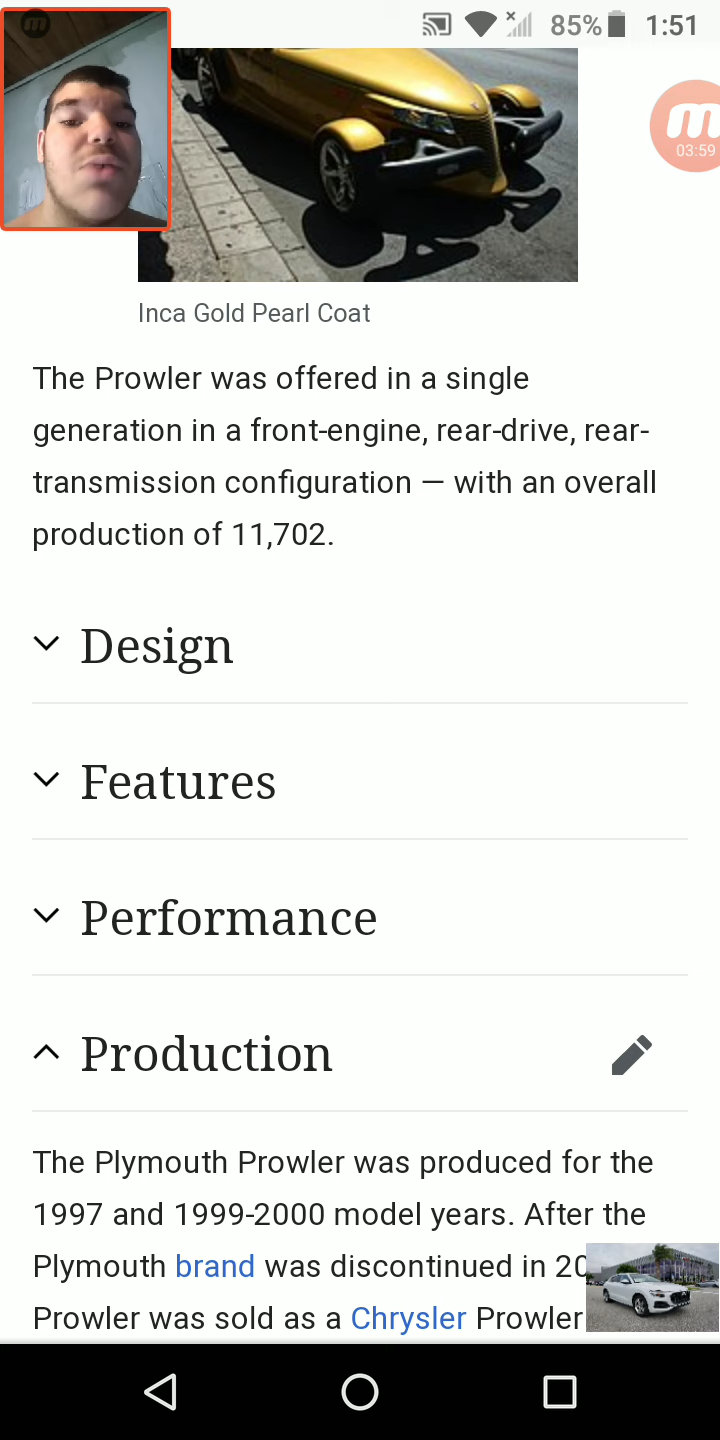 85% 1:51
03:59
Inca Gold Pearl Coat
The Prowler was offered in a single
generation in a front-engine, rear-drive, rear-
transmission configuration — with an overall
production of 11,702.
Design
Features
Performance
Production
The Plymouth Prowler was produced for the
1997 and 1999-2000 model years. After the
Plymouth brand was discontinued in
Prowler was sold as a Chrysler Prowler